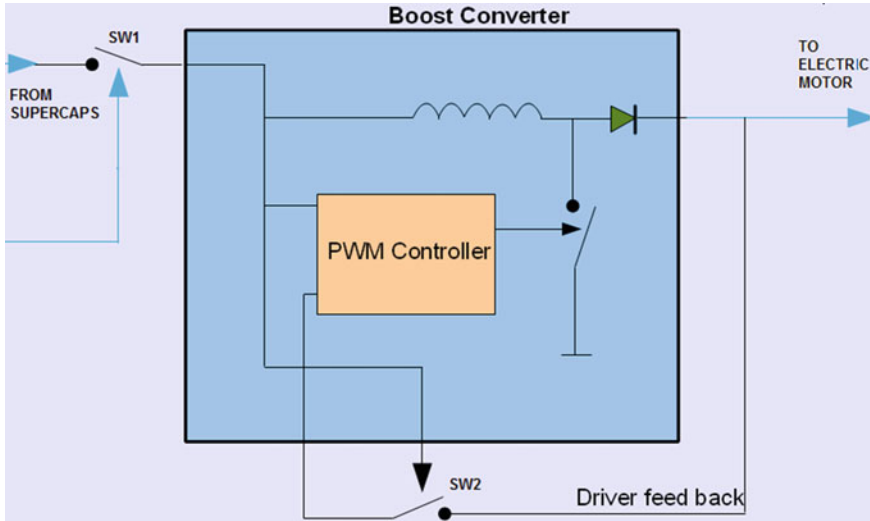 Boost Converter
SW1
FROM
SUPERCAPS
TO
ELECTRIC
MOTOR
PWM Controller
SW2
Driver feed back